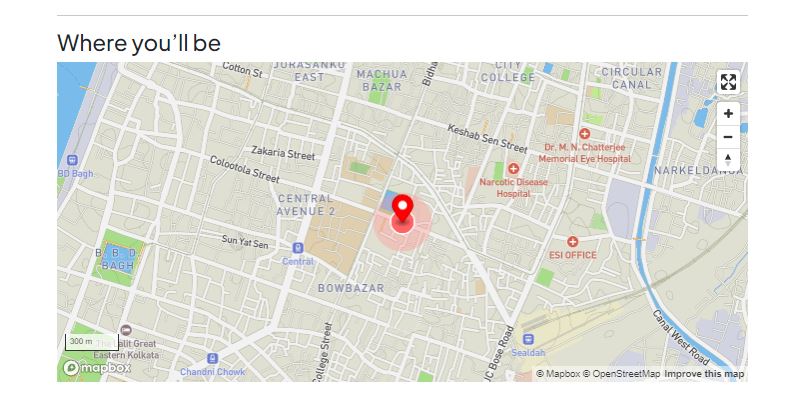 Where you'll be
Cotton St
JORASANKO
EAST
MACHUA
BAZAR
CITY
COLLEGE
CIRCULAR
CANAL
Keshab Sen Street
Dr. M. N. Chatterjee
Memorial Eye Hospital
Zakaria Street
BD Bagh
Colootola Street
NARKELDANGA
Narcotic Disease
Hospital
CENTRAL
AVENUE 2
Sun Yat Sen
B. B. D.
BAGH
Central
ESI OFFICE
BOWBAZAR
300 m
The Lalit Great
Eastern Kolkata
College Street
JC Bose Road
Sealdah
Canal West Road
Chandni Chowk
mapbox
© Mapbox © OpenStreetMap Improve this map